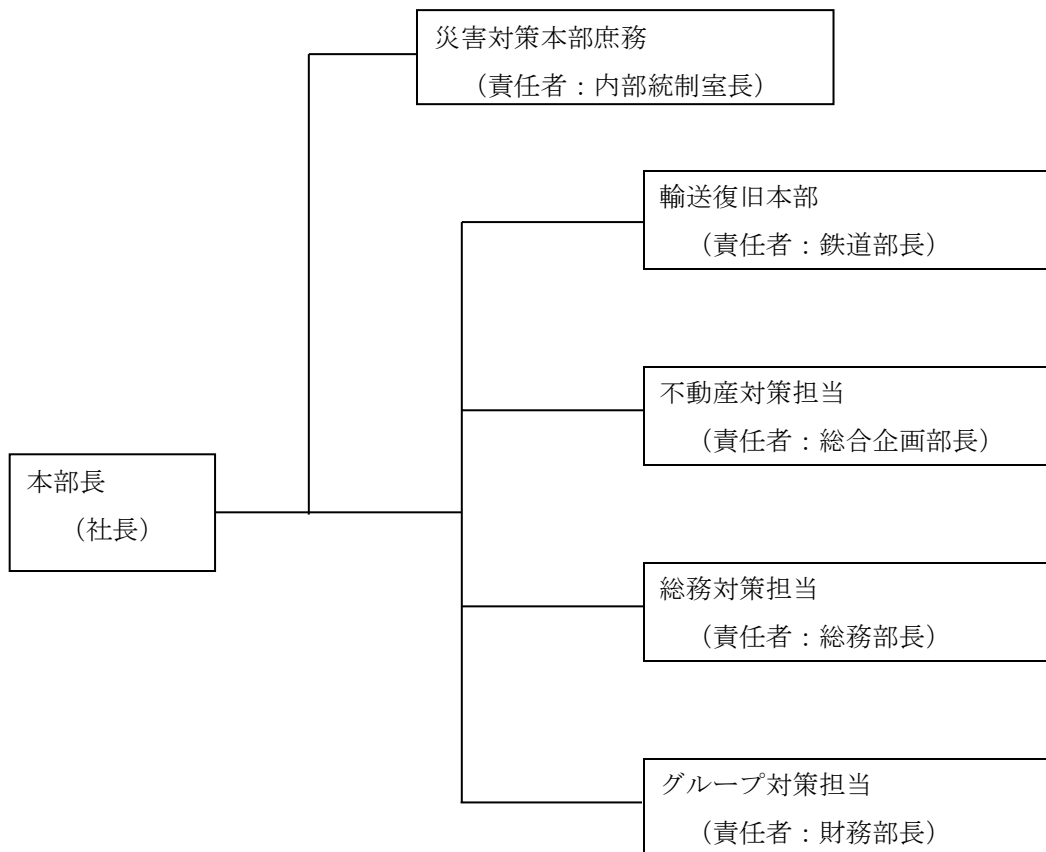 災害対策本部庶務
（責任者：内部統制室長）
輸送復旧本部
（責任者：鉄道部長）
不動産対策担当
（責任者：総合企画部長）
本部長
（社長）
総務対策担当
（責任者：総務部長）
グループ対策担当
（責任者：財務部長）